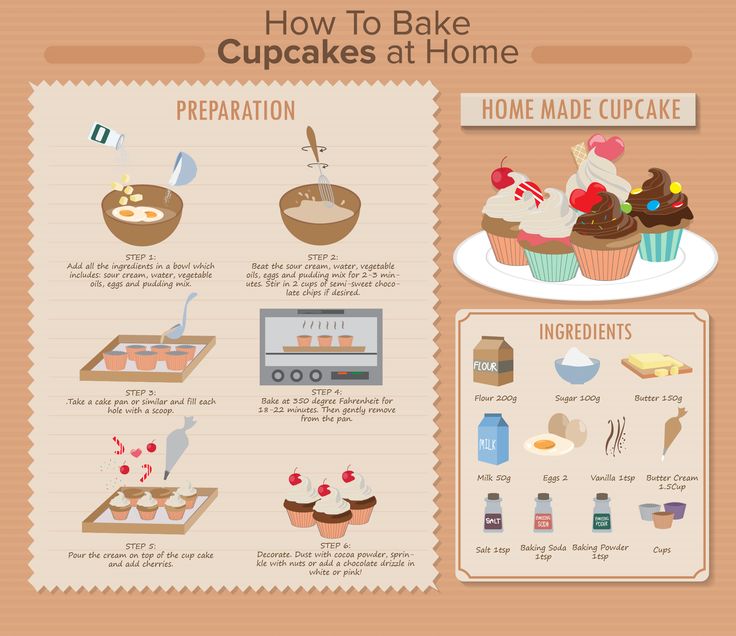 How To Bake
Cupcakes at Home
PREPARATION
STEP 1:
Add all the ingredients in a bowl which
includes: sour cream, water, vegetable
oils, eggs and pudding mix.
STEP 2:
Beat the sour cream, water, vegetable
oils, eggs and pudding mix for 2-3 min-
utes. Stir in 2 cups of semi-sweet choco-
late chips if desired.
STEP 3:
.Take a cake pan or similar and fill each
hole with a scoop.
STEP 4:
Bake at 350 degree Fahrenheit for
18-22 minutes. Then gently remove
from the pan.
STEP 5:
Pour the cream on top of the cup cake
and add cherries.
STEP 6:
Decorate. Dust with cocoa powder, sprin-
kle with nuts or add a chocolate drizzle in
white or pink!
HOME MADE CUPCAKE
INGREDIENTS
FLOUR
Flour 200g
Sugar 100g
Butter 150g
MILK
Milk 50g
Eggs 2
Vanilla 1tsp
Butter Cream
1.5Cup
SALT
Salt 1tsp
BAKING
SODA
Baking Soda
1tsp
BAKING
Baking Powder
1tsp
Cups